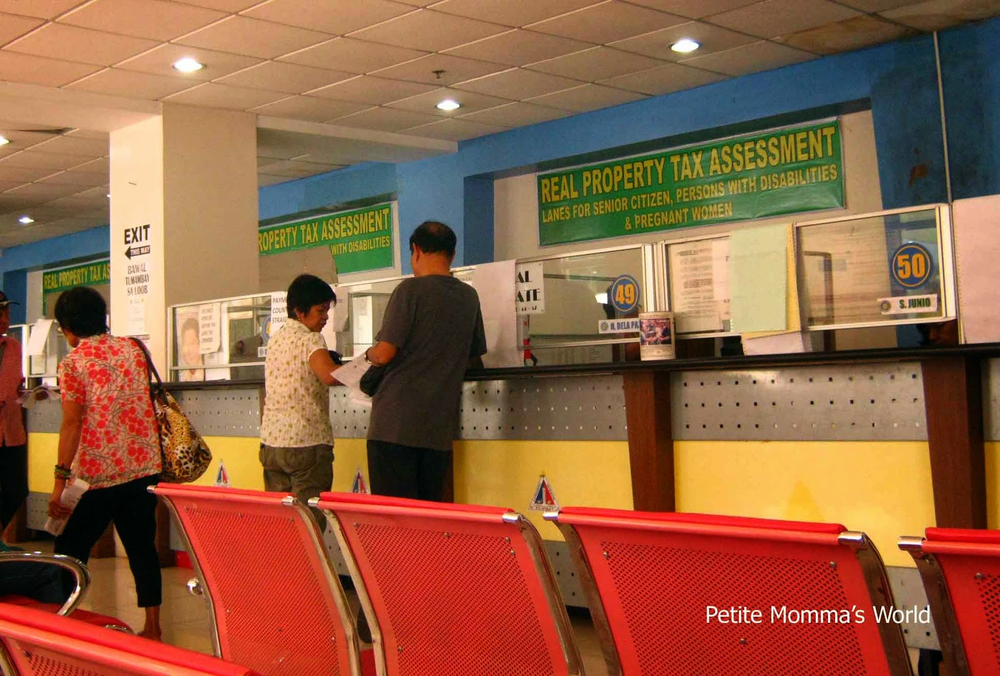 REAL PROPERTY TAX ASSESSMENT
LANES FOR SENIOR CITIZEN, PERSONS WITH DISABILITIES
& PREGNANT WOMEN
ROPERTY TAX ASSESSMENT
WITH DISABILITIES
REAL PROPERTY TAX AS
EXIT
THIS WAY
BAWAL
TUMAMBAY
SA LOOB
PAYM
COUN
STRAIG
AL
ATE
49
H. DELA PA
50
S. JUNIO
Petite Momma's World